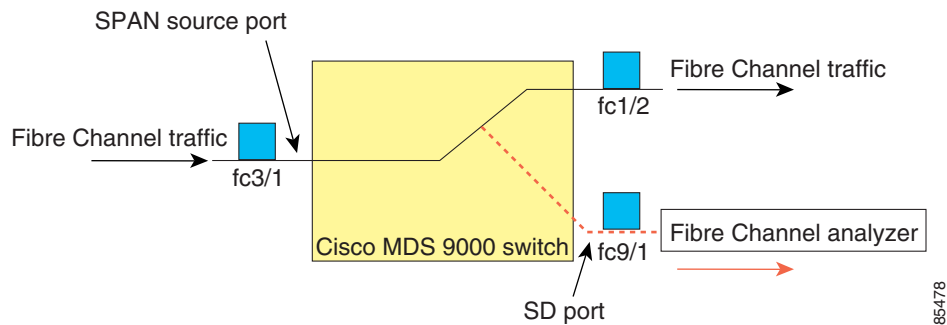 SPAN source port
Fibre Channel traffic
fc1/2
Fibre Channel traffic
fc3/1
Cisco MDS 9000 switch
fc9/1
Fibre Channel analyzer
SD port
85478